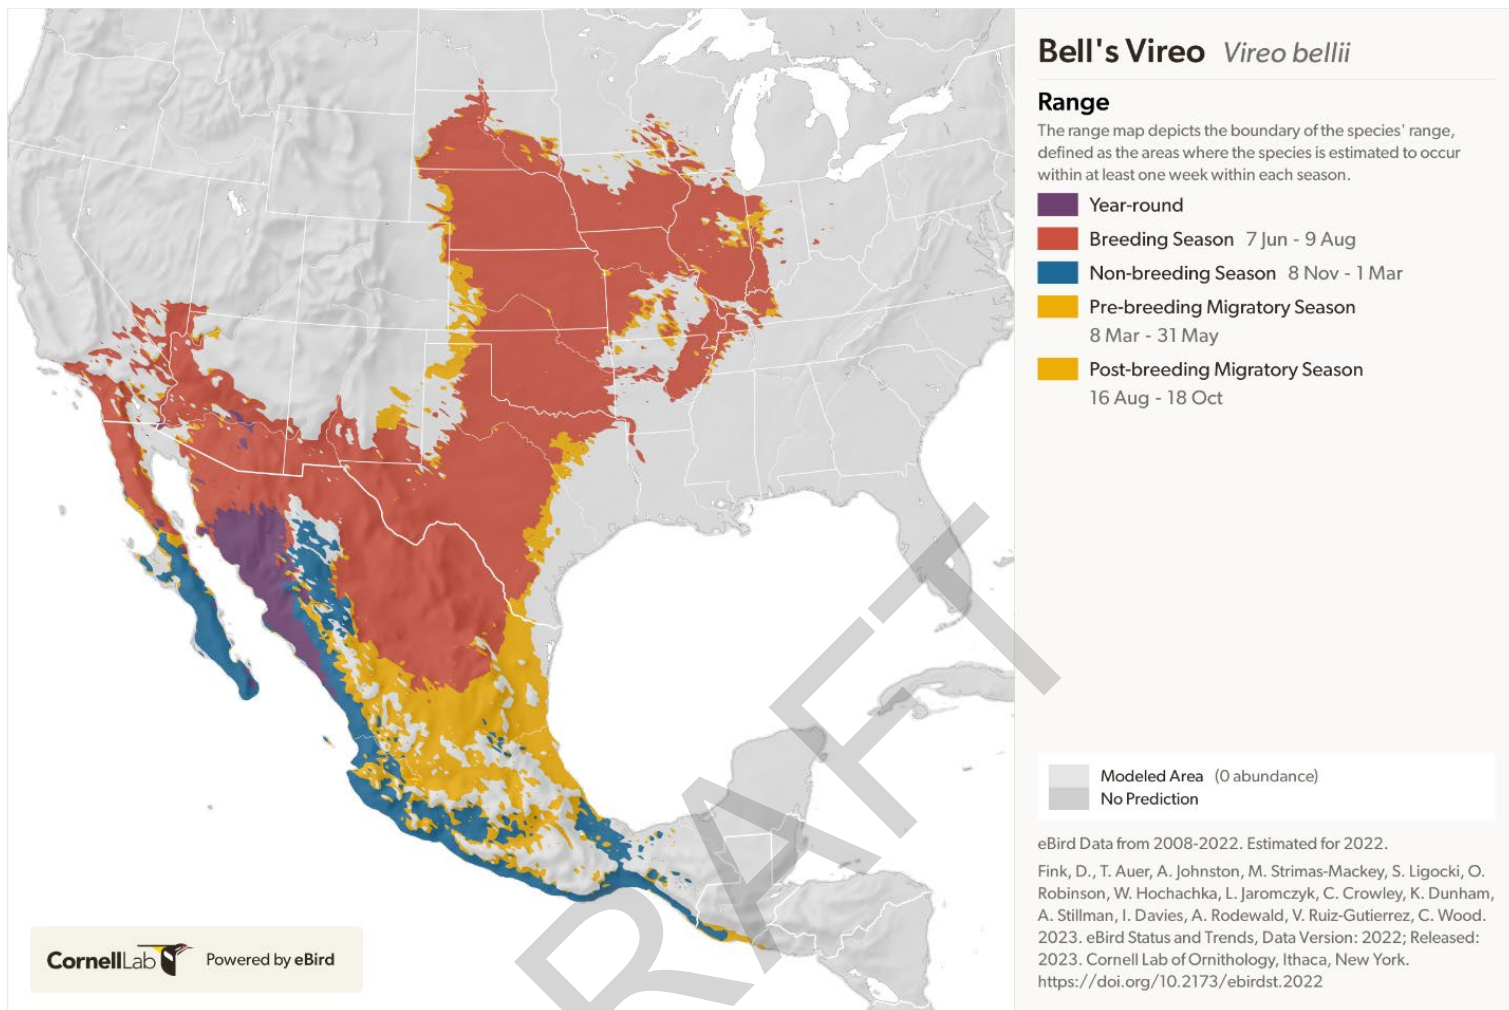 Bell's Vireo Vireo bellii
Range
The range map depicts the boundary of the species' range,
defined as the areas where the species is estimated to occur
within at least one week within each season.
Year-round
Breeding Season 7 Jun - 9 Aug
Non-breeding Season 8 Nov - 1 Mar
Pre-breeding Migratory Season
8 Mar - 31 May
Post-breeding Migratory Season
16 Aug - 18 Oct
Modeled Area (0 abundance)
No Prediction
eBird Data from 2008-2022. Estimated for 2022.
Fink, D., T. Auer, A. Johnston, M. Strimas-Mackey, S. Ligocki, O.
Robinson, W. Hochachka, L. Jaromczyk, C. Crowley, K. Dunham,
A. Stillman, I. Davies, A. Rodewald, V. Ruiz-Gutierrez, C. Wood.
2023. eBird Status and Trends, Data Version: 2022; Released:
2023. Cornell Lab of Ornithology, Ithaca, New York.
https://doi.org/10.2173/ebirdst.2022
CornellLab Powered by eBird
RAFT